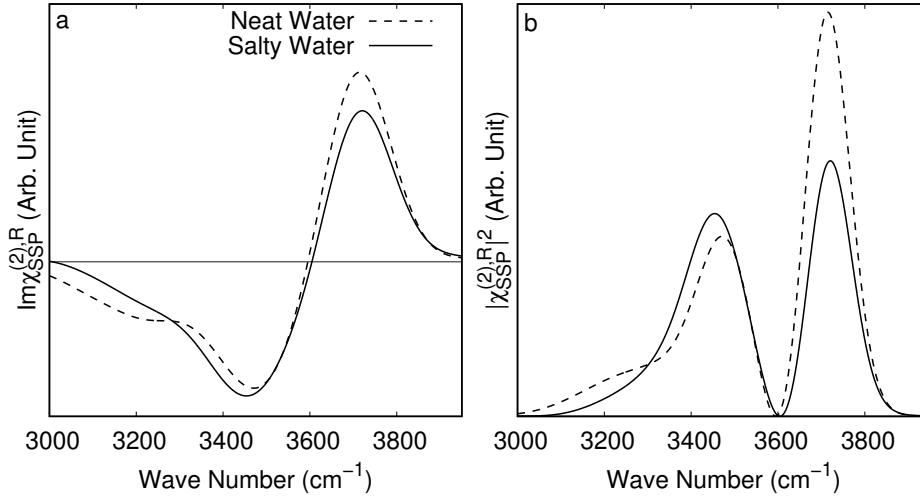 a
Neat Water
Salty Water
Imχ(2),R SSP (Arb. Unit)
3000 3200 3400 3600 3800
Wave Number (cm⁻¹)
b
|χ(2),R SSP|² (Arb. Unit)
3000 3200 3400 3600 3800
Wave Number (cm⁻¹)